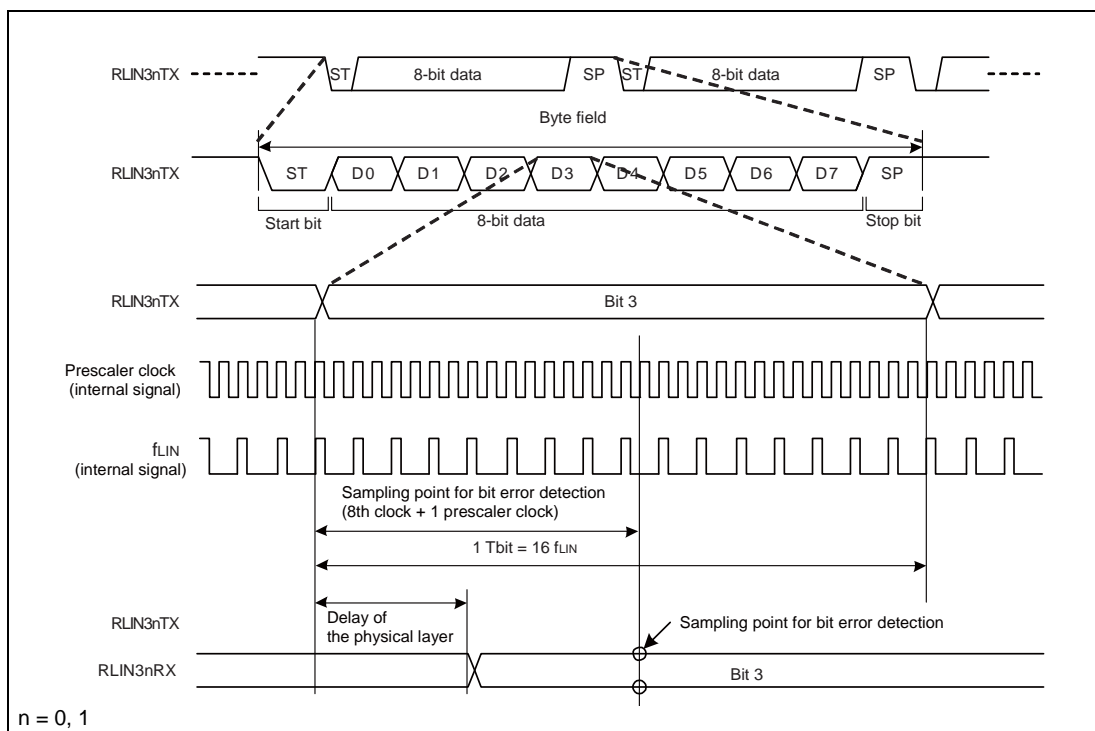 RLIN3nTX
ST
8-bit data
SP
ST
8-bit data
SP
Byte field
RLIN3nTX
ST
D0
D1
D2
D3
D4
D5
D6
D7
SP
Start bit
8-bit data
Stop bit
RLIN3nTX
Bit 3
Prescaler clock
(internal signal)
fLIN
(internal signal)
Sampling point for bit error detection
(8th clock + 1 prescaler clock)
1 Tbit = 16 fLIN
RLIN3nTX
Delay of
the physical layer
Sampling point for bit error detection
RLIN3nRX
Bit 3
n = 0, 1